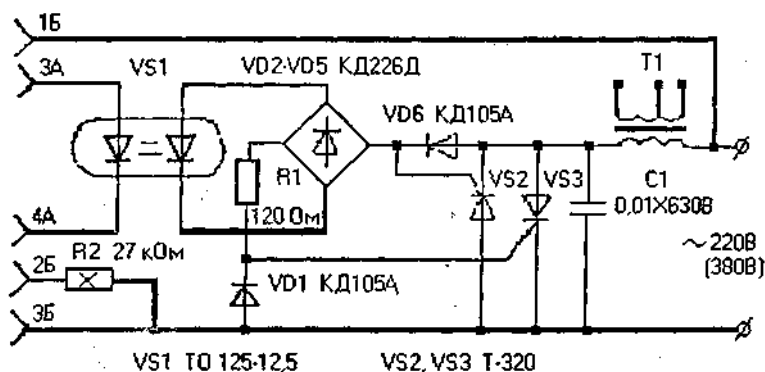 1Б
3А
VS1
VD2-VD5 КД226Д
T1
VD6 КД105А
R1
120 Ом
VS2
VS3
C1
0,01X630В
4А
R2 27 кОм
~220В
(380В)
2Б
VD1 КД105А
3Б
VS1 ТО 125-12,5
VS2, VS3 Т-320